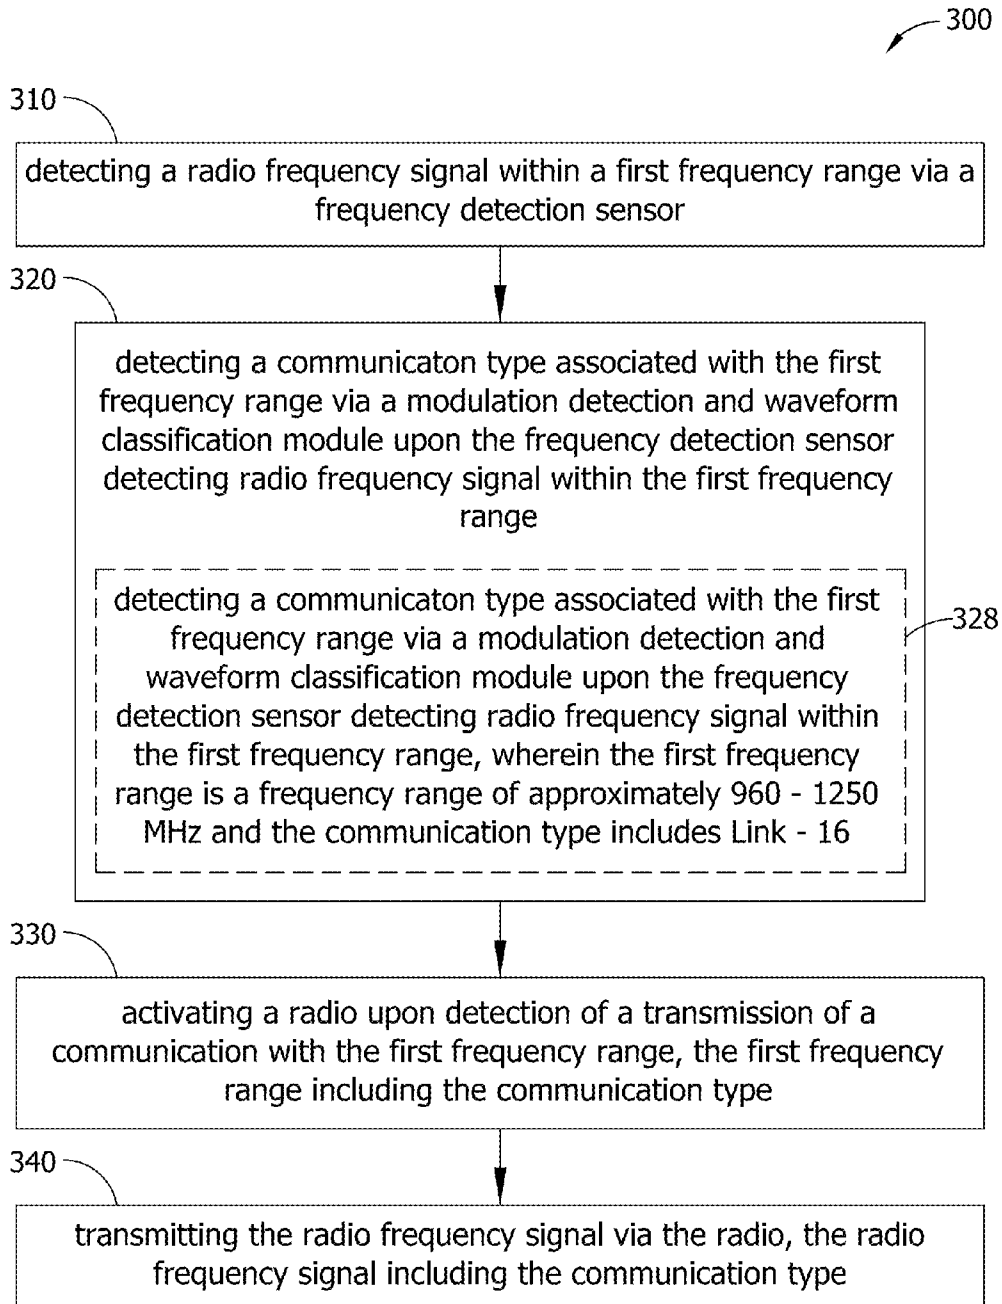 300
310
detecting a radio frequency signal within a first frequency range via a
frequency detection sensor
320
detecting a communicaton type associated with the first
frequency range via a modulation detection and waveform
classification module upon the frequency detection sensor
detecting radio frequency signal within the first frequency
range
detecting a communicaton type associated with the first
frequency range via a modulation detection and
waveform classification module upon the frequency
detection sensor detecting radio frequency signal within
the first frequency range, wherein the first frequency
range is a frequency range of approximately 960 - 1250
MHz and the communication type includes Link - 16
328
330
activating a radio upon detection of a transmission of a
communication with the first frequency range, the first frequency
range including the communication type
340
transmitting the radio frequency signal via the radio, the radio
frequency signal including the communication type